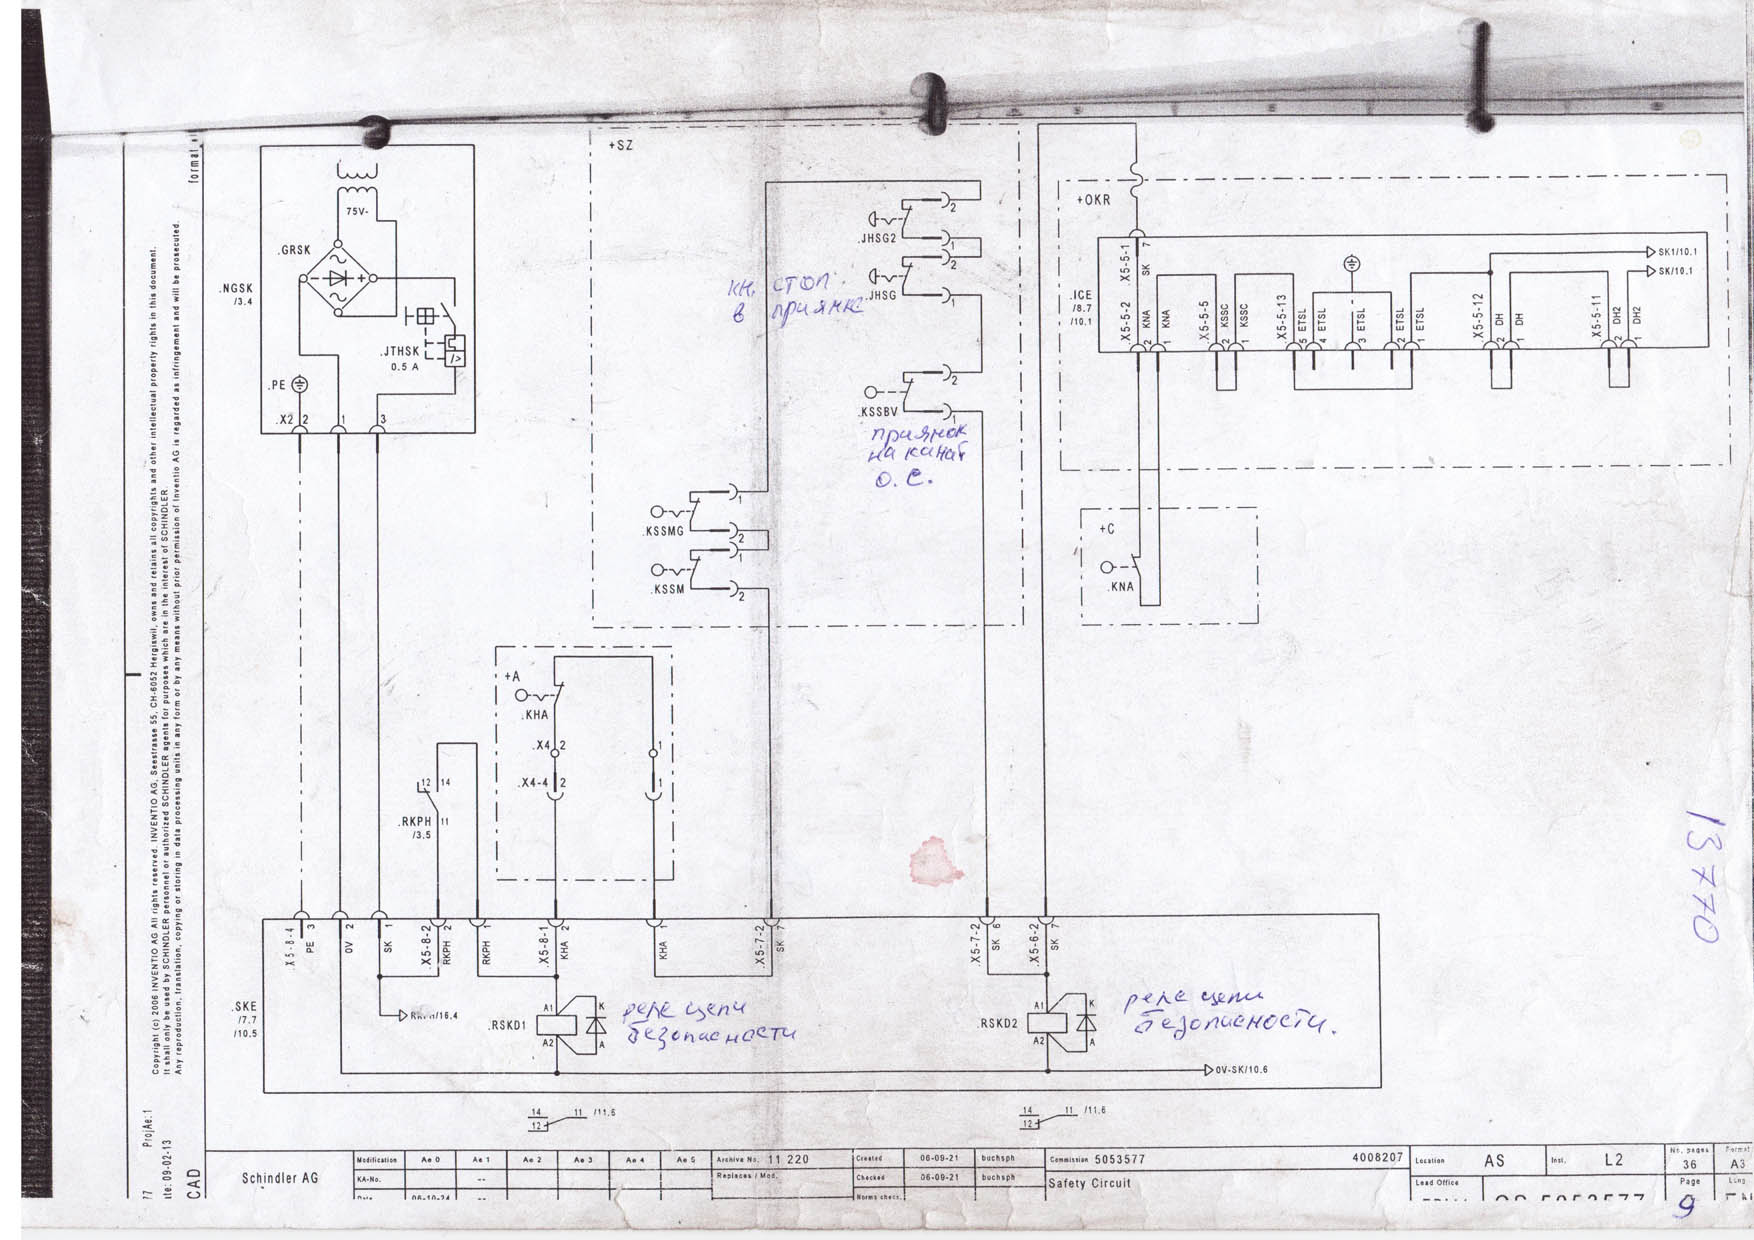 format
Copyright (c) 2006 INVENTIO AG All rights reserved. INVENTIO AG, Seestrasse 55, CH-6052 Hergiswil, owns and retains all copyrights and other intellectual property rights in this document.
It shall only be used by SCHINDLER personnel or authorized SCHINDLER agents for purposes which are in the interest of SCHINDLER.
Any reproduction, translation, copying or storing in data processing units in any form or by any means without prior permission of Inventio AG is regarded as infringement and will be prosecuted.
ProjAe: 1
09-02-13
CAD
75V-
.GRSK
.NGSK
/3.4
.JTHSK
0.5 A
.PE
.X2 2 1 3
+SZ
.JHSG2
2
1
.JHSG
2
1
кн. СТОП.
в приямке
.KSSBV
2
1
приямок
на канат
О.С.
.KSSMG
1
2
.KSSM
1
2
+OKR
.ICE
/8.7
/10.1
.X5-5-1
SK 7
.X5-5-2
KNA 2
KNA 1
.X5-5-5
KSSC 2
KSSC 1
.X5-5-13
ETSL 5
ETSL 4
ETSL 3
ETSL 2
ETSL 1
.X5-5-12
DH 2
DH 1
.X5-5-11
DH2 2
DH2 1
SK1/10.1
SK/10.1
+C
.KNA
+A
.KHA
.X4 2 1
.X4-4 2 1
12 14
.RKPH 11
/3.5
13770
.SKE
/7.7
/10.5
.X5-8-4
PE 3
0V 2
SK 1
.X5-8-2
RKPH 2
RKPH 1
.X5-8-1
KHA 2
KHA 1
.X5-7-2
SK 7
.X5-7-2
SK 6
.X5-6-2
SK 7
/16.4
A1 K
.RSKD1
A2 A
реле цепи
безопасности
A1 K
.RSKD2
A2 A
реле цепи
безопасности.
0V-SK/10.6
14 11 /11.6
12
14 11 /11.6
12
Schindler AG
Modification Ae 0 Ae 1 Ae 2 Ae 3 Ae 4 Ae 5
KA-No. --
Date 06-10-24 --
Archive No. 11 220
Replaces / Mod.
Created 06-09-21 buchsph
Checked 06-09-21 buchsph
Norms check.
Commission 5053577 4008207
Safety Circuit
Location AS
Inst. L2
Lead Office
No. pages
36
Page
9
Format
A3